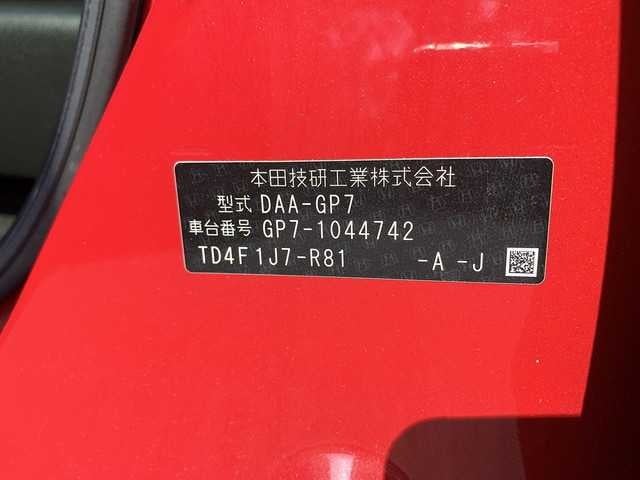 本田技研工業株式会社
型式 DAA-GP7
車台番号 GP7-1044742
TD4F1J7-R81 -A -J